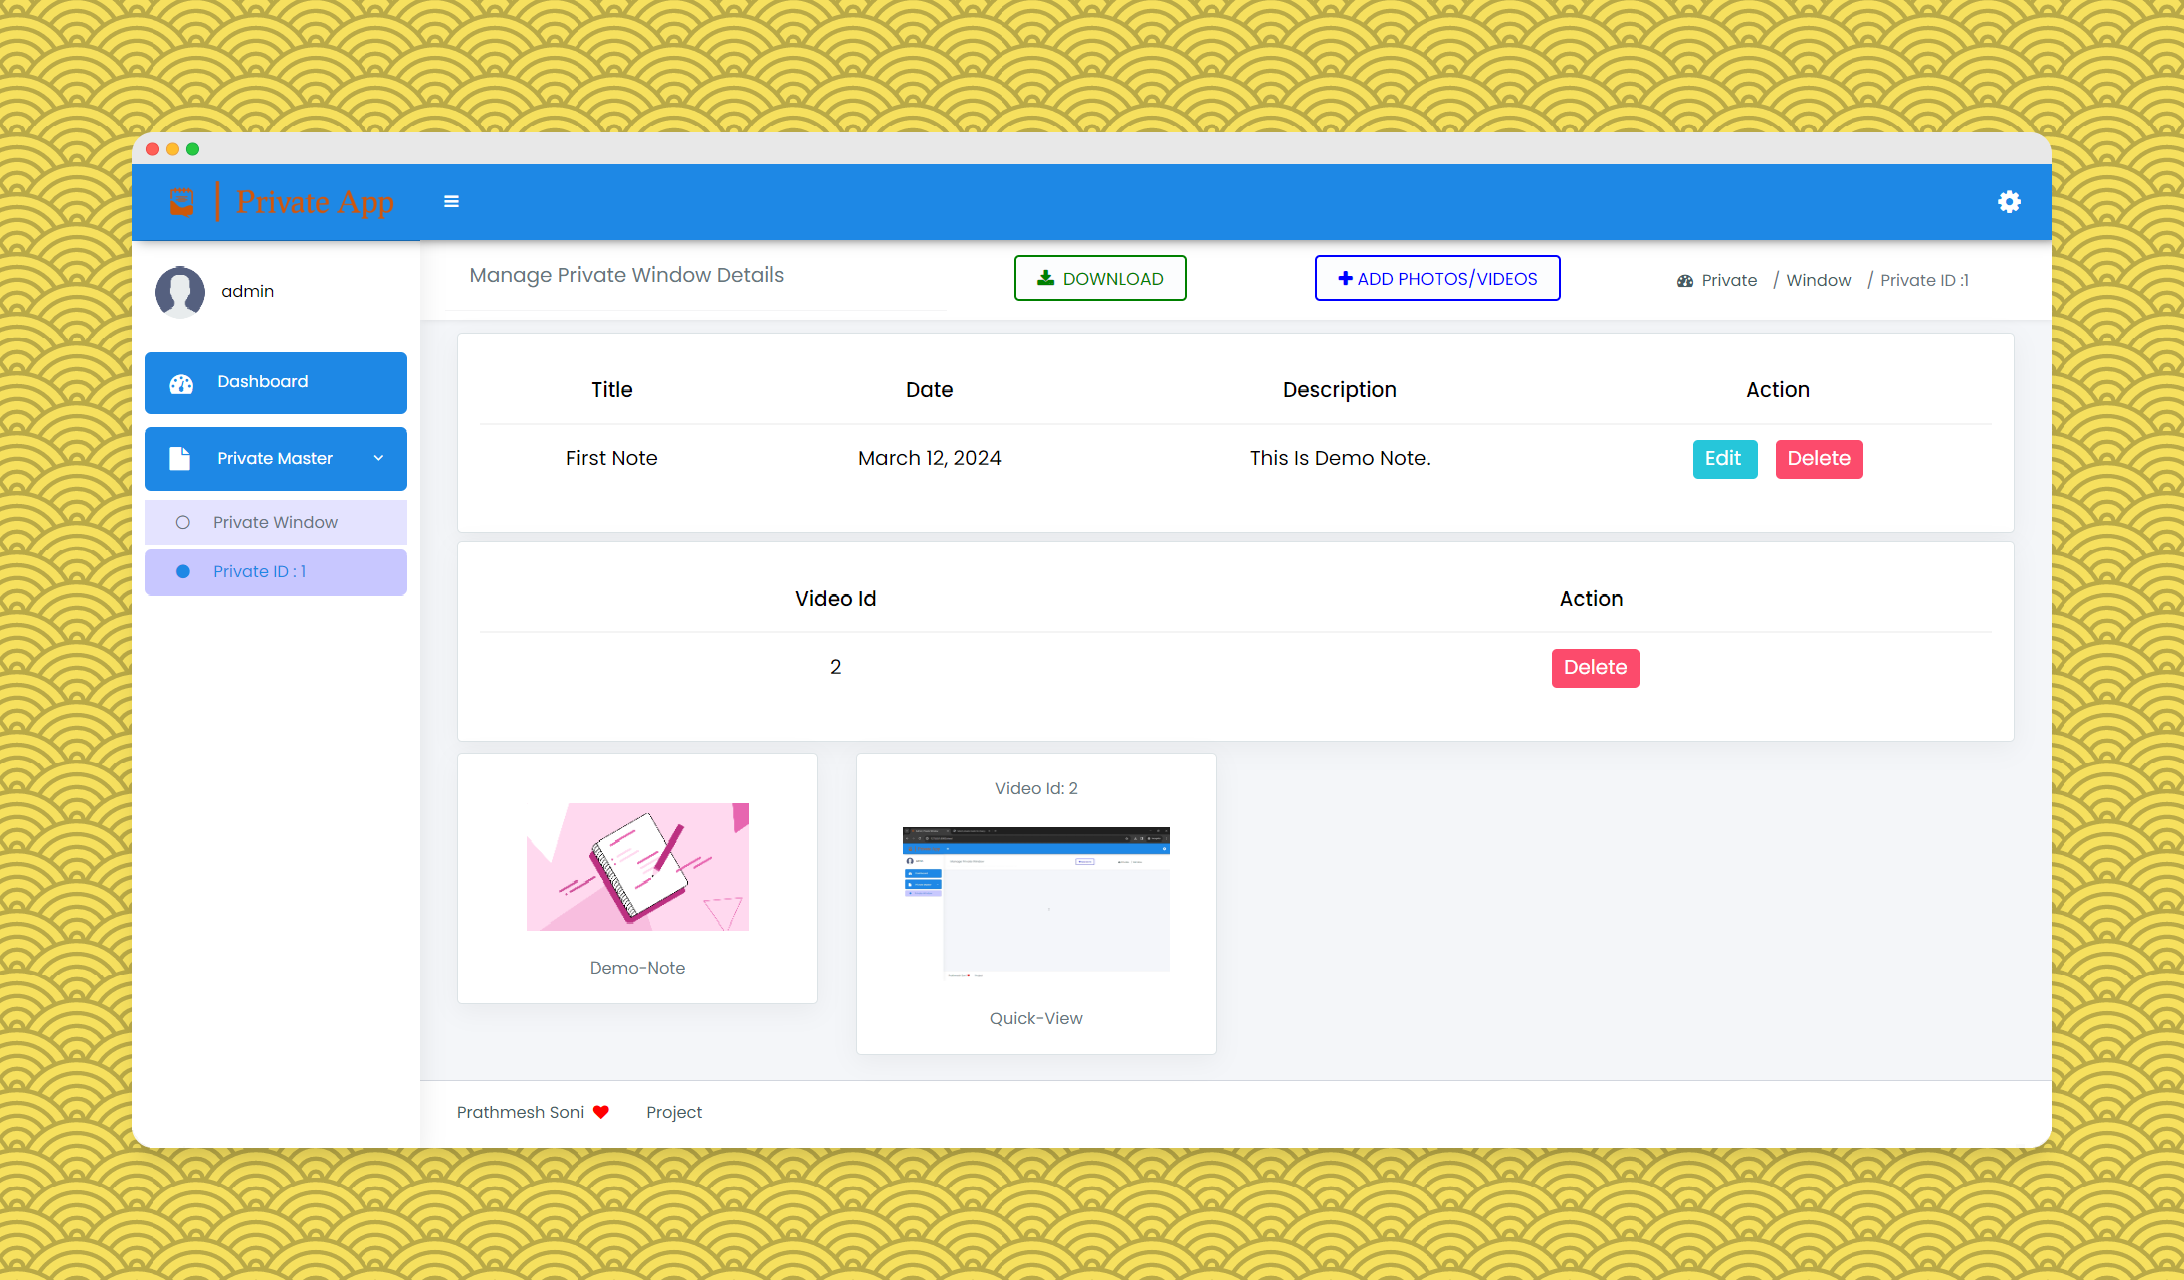 Private App
admin
Dashboard
Private Master
Private Window
Private ID : 1
Manage Private Window Details
DOWNLOAD
ADD PHOTOS/VIDEOS
Private / Window / Private ID :1
Title Date Description Action
First Note March 12, 2024 This Is Demo Note. Edit Delete
Video Id Action
2 Delete
Demo-Note
Video Id: 2
Quick-View
Prathmesh Soni Project